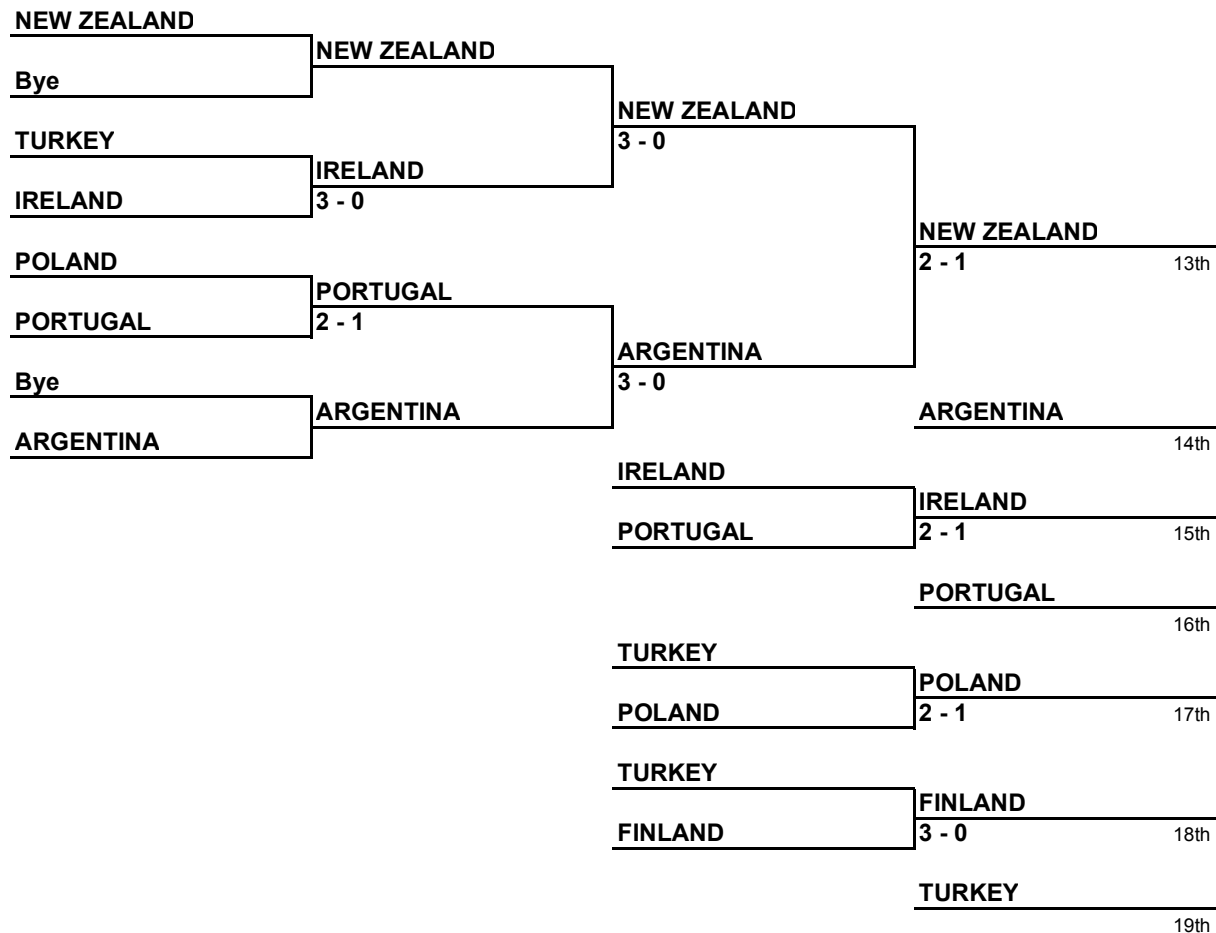 NEW ZEALAND
NEW ZEALAND
Bye
NEW ZEALAND
TURKEY
3 - 0
IRELAND
IRELAND
3 - 0
NEW ZEALAND
POLAND
2 - 1 13th
PORTUGAL
PORTUGAL
2 - 1
ARGENTINA
Bye
3 - 0
ARGENTINA
ARGENTINA
ARGENTINA
14th
IRELAND
IRELAND
PORTUGAL
2 - 1 15th
PORTUGAL
16th
TURKEY
POLAND
POLAND
2 - 1 17th
TURKEY
FINLAND
FINLAND
3 - 0 18th
TURKEY
19th